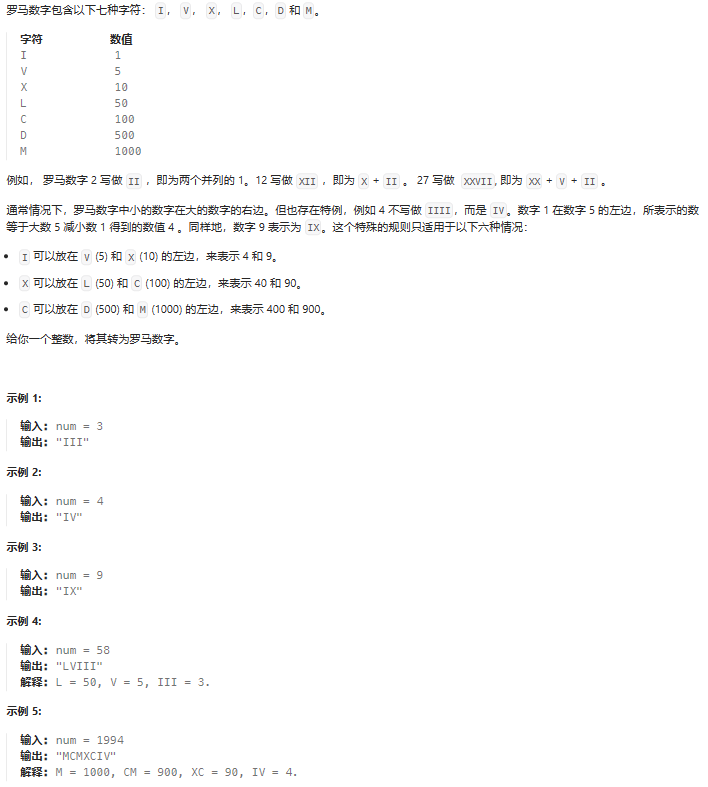 罗马数字包含以下七种字符: I, V, X, L, C, D 和 M。
字符 数值
I 1
V 5
X 10
L 50
C 100
D 500
M 1000
例如, 罗马数字 2 写做 II ,即为两个并列的 1。12 写做 XII ,即为 X + II 。 27 写做 XXVII, 即为 XX + V + II 。
通常情况下,罗马数字中小的数字在大的数字的右边。但也存在特例,例如 4 不写做 IIII,而是 IV。数字 1 在数字 5 的左边,所表示的数
等于大数 5 减小数 1 得到的数值 4 。同样地,数字 9 表示为 IX。这个特殊的规则只适用于以下六种情况:
• I 可以放在 V (5) 和 X (10) 的左边,来表示 4 和 9。
• X 可以放在 L (50) 和 C (100) 的左边,来表示 40 和 90。
• C 可以放在 D (500) 和 M (1000) 的左边,来表示 400 和 900。
给你一个整数,将其转为罗马数字。
示例 1:
输入: num = 3
输出: "III"
示例 2:
输入: num = 4
输出: "IV"
示例 3:
输入: num = 9
输出: "IX"
示例 4:
输入: num = 58
输出: "LVIII"
解释: L = 50, V = 5, III = 3.
示例 5:
输入: num = 1994
输出: "MCMXCIV"
解释: M = 1000, CM = 900, XC = 90, IV = 4.